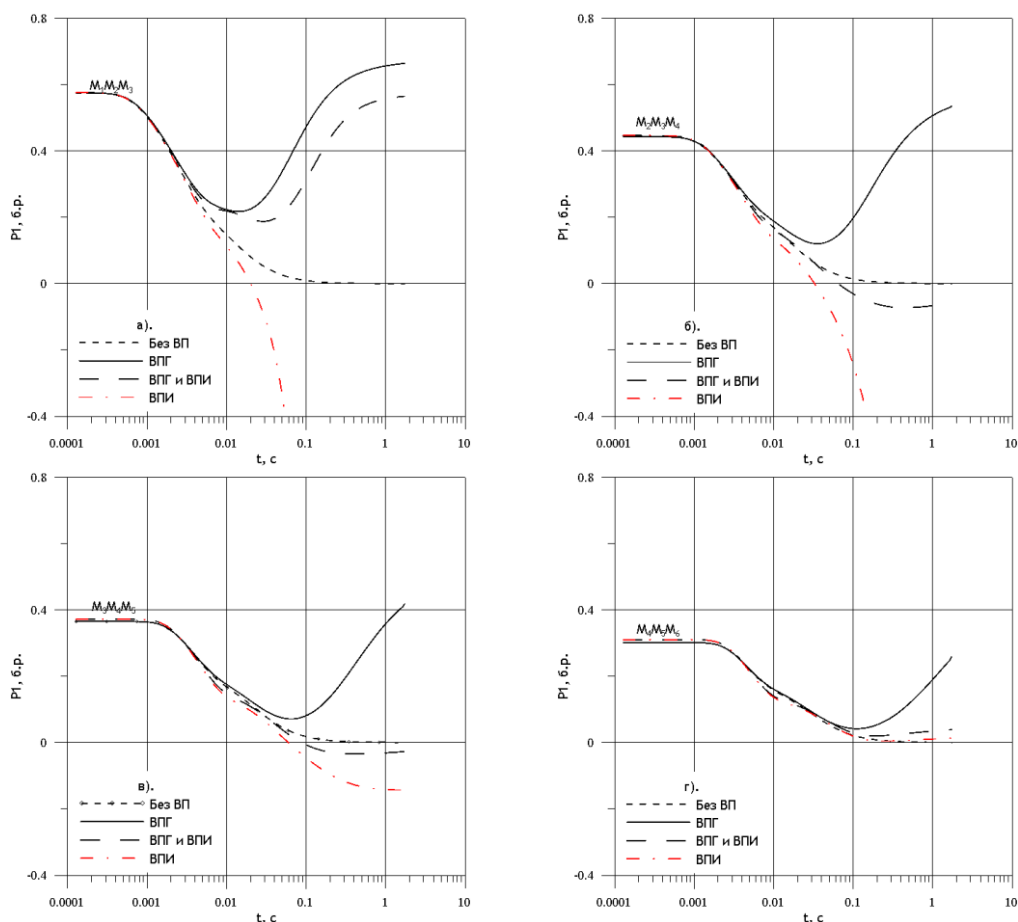 0.8
M₁M₂M₃
0.4
P1, б.р.
0
а).
Без ВП
ВПГ
ВПГ и ВПИ
ВПИ
-0.4
0.0001 0.001 0.01 0.1 1 10
t, с
0.8
M₂M₃M₄
0.4
P1, б.р.
0
б).
Без ВП
ВПГ
ВПГ и ВПИ
ВПИ
-0.4
0.0001 0.001 0.01 0.1 1 10
t, с
0.8
M₃M₄M₅
0.4
P1, б.р.
0
в).
Без ВП
ВПГ
ВПГ и ВПИ
ВПИ
-0.4
0.0001 0.001 0.01 0.1 1 10
t, с
0.8
M₄M₅M₆
0.4
P1, б.р.
0
г).
Без ВП
ВПГ
ВПГ и ВПИ
ВПИ
-0.4
0.0001 0.001 0.01 0.1 1 10
t, с